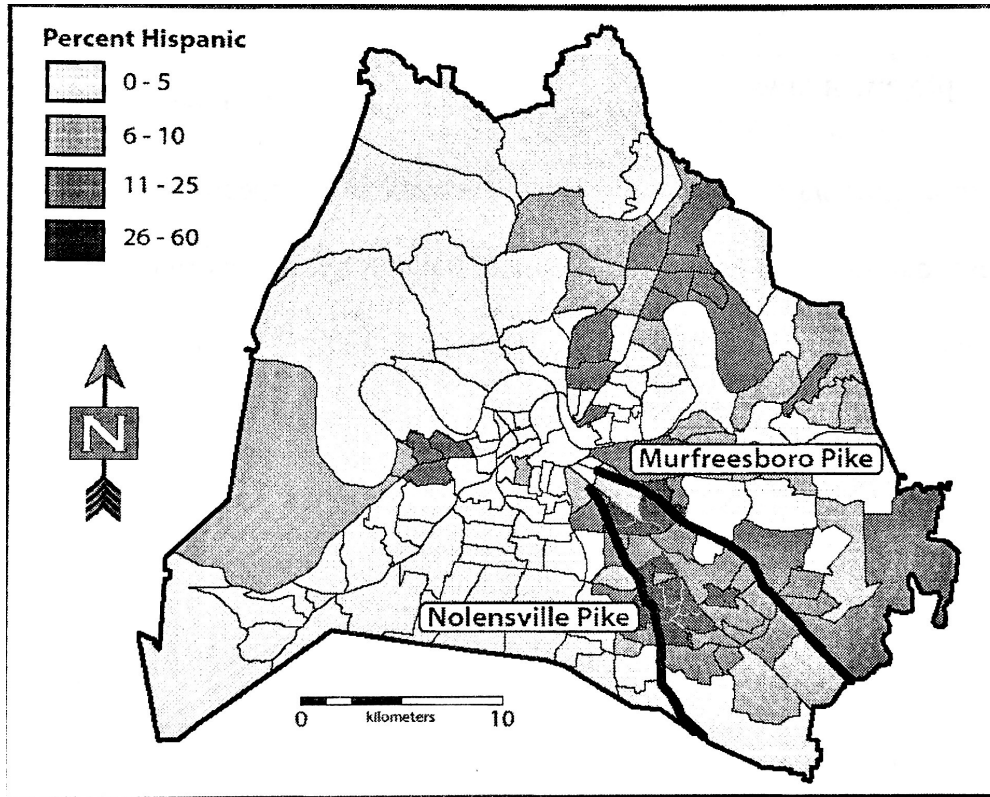 Percent Hispanic
0 - 5
6 - 10
11 - 25
26 - 60
N
Murfreesboro Pike
Nolensville Pike
0 kilometers 10